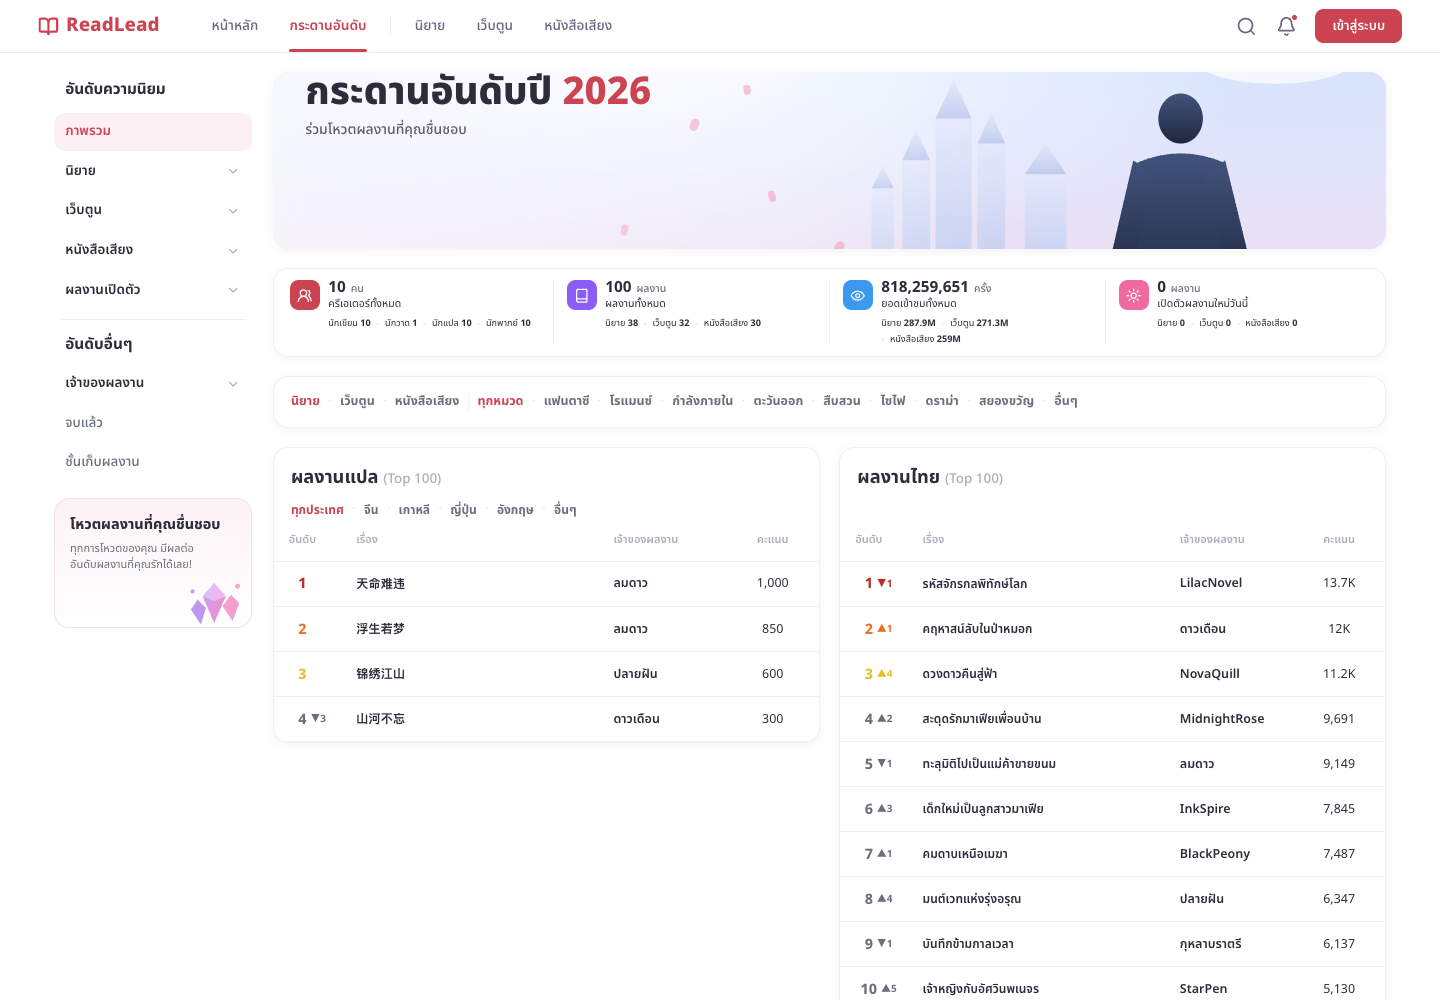 ReadLead
หน้าหลัก กระดานอันดับ นิยาย เว็บตูน หนังสือเสียง เข้าสู่ระบบ
อันดับความนิยม
ภาพรวม
นิยาย
เว็บตูน
หนังสือเสียง
ผลงานเปิดตัว
อันดับอื่นๆ
เจ้าของผลงาน
จบแล้ว
ชั้นเก็บผลงาน
โหวตผลงานที่คุณชื่นชอบ
ทุกการโหวตของคุณ มีผลต่อ
อันดับผลงานที่คุณรักได้เลย!
กระดานอันดับปี 2026
ร่วมโหวตผลงานที่คุณชื่นชอบ
10 คน
ครีเอเตอร์ทั้งหมด
นักเขียน 10 · นักวาด 1 · นักแปล 10 · นักพากย์ 10
100 ผลงาน
ผลงานทั้งหมด
นิยาย 38 · เว็บตูน 32 · หนังสือเสียง 30
818,259,651 ครั้ง
ยอดเข้าชมทั้งหมด
นิยาย 287.9M · เว็บตูน 271.3M
· หนังสือเสียง 259M
0 ผลงาน
เปิดตัวผลงานใหม่วันนี้
นิยาย 0 · เว็บตูน 0 · หนังสือเสียง 0
นิยาย · เว็บตูน · หนังสือเสียง ทุกหมวด · แฟนตาซี · โรแมนซ์ · กำลังภายใน · ตะวันออก · สืบสวน · ไซไฟ · ดราม่า · สยองขวัญ · อื่นๆ
ผลงานแปล (Top 100)
ทุกประเทศ · จีน · เกาหลี · ญี่ปุ่น · อังกฤษ · อื่นๆ
อันดับ เรื่อง เจ้าของผลงาน คะแนน
1 天命难违 ลมดาว 1,000
2 浮生若梦 ลมดาว 850
3 锦绣江山 ปลายฝัน 600
4 ▼3 山河不忘 ดาวเดือน 300
ผลงานไทย (Top 100)
อันดับ เรื่อง เจ้าของผลงาน คะแนน
1 ▼1 รหัสจักรกลพิทักษ์โลก LilacNovel 13.7K
2 ▲1 คฤหาสน์ลับในป่าหมอก ดาวเดือน 12K
3 ▲4 ดวงดาวคืนสู่ฟ้า NovaQuill 11.2K
4 ▲2 สะดุดรักมาเฟียเพื่อนบ้าน MidnightRose 9,691
5 ▼1 ทะลุมิติไปเป็นแม่ค้าขายขนม ลมดาว 9,149
6 ▲3 เด็กใหม่เป็นลูกสาวมาเฟีย InkSpire 7,845
7 ▲1 คมดาบเหนือเมฆา BlackPeony 7,487
8 ▲4 มนต์เวทแห่งรุ่งอรุณ ปลายฝัน 6,347
9 ▼1 บันทึกข้ามกาลเวลา กุหลาบราตรี 6,137
10 ▲5 เจ้าหญิงกับอัศวินพเนจร StarPen 5,130